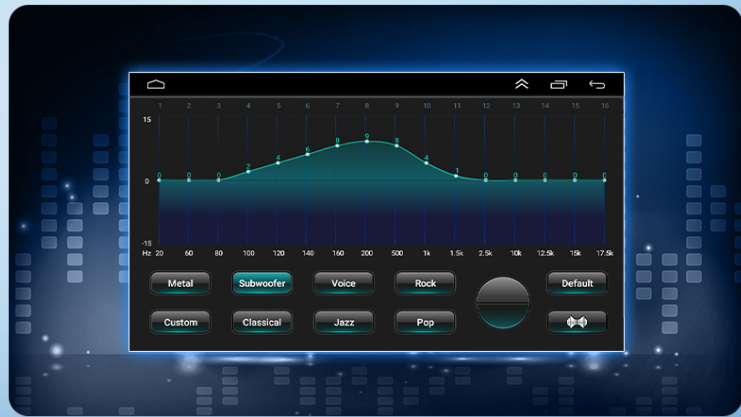 1 2 3 4 5 6 7 8 9 10 11 12 13 14 15 16
15
0 0 0 2 4 6 8 9 8 4 1 0 0 0 0 0
0
-15
Hz 20 60 80 100 120 140 160 200 500 1k 1.5k 2.5k 10k 12.5k 15k 17.5k
Metal Subwoofer Voice Rock Default
Custom Classical Jazz Pop